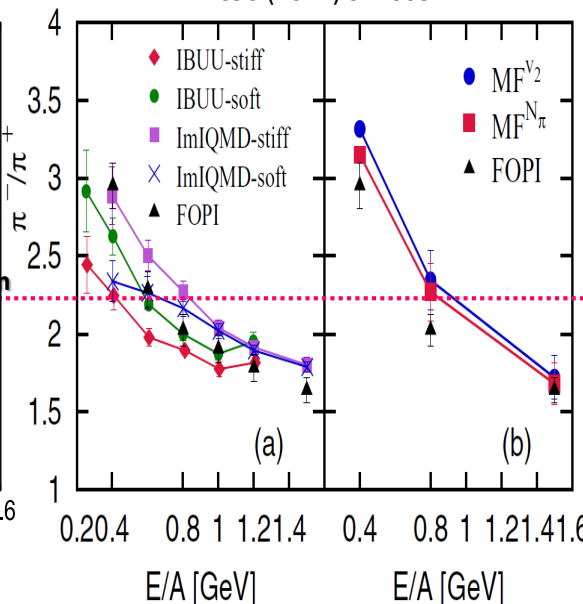 4
3.5
3
2.5
2
1.5
1
π⁻/π⁺
IBUU-stiff
IBUU-soft
ImIQMD-stiff
ImIQMD-soft
FOPI
(a)
MF^{v₂}
MF^{N_π}
FOPI
(b)
6
0.20.4 0.8 1 1.21.4
0.4 0.8 1 1.21.41.6
E/A [GeV]
E/A [GeV]